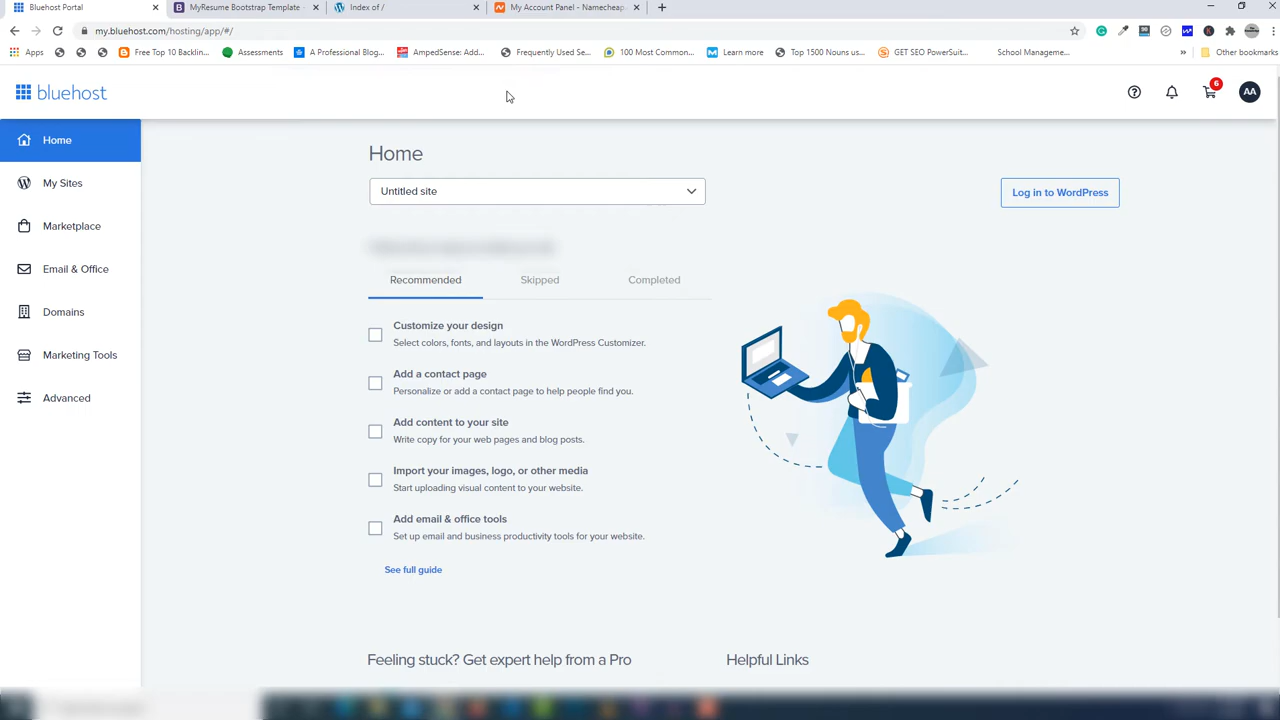 Bluehost Portal
MyResume Bootstrap Template -
Index of /
My Account Panel - Namecheap.
my.bluehost.com/hosting/app/#/
Apps
Free Top 10 Backlin...
Assessments
A Professional Blog...
AmpedSense: Add...
Frequently Used Se...
100 Most Common...
Learn more
Top 1500 Nouns us...
GET SEO PowerSuit...
School Manageme...
Other bookmarks
bluehost
6
AA
Home
My Sites
Marketplace
Email & Office
Domains
Marketing Tools
Advanced
Home
Untitled site
Log in to WordPress
Recommended
Skipped
Completed
Customize your design
Select colors, fonts, and layouts in the WordPress Customizer.
Add a contact page
Personalize or add a contact page to help people find you.
Add content to your site
Write copy for your web pages and blog posts.
Import your images, logo, or other media
Start uploading visual content to your website.
Add email & office tools
Set up email and business productivity tools for your website.
See full guide
Feeling stuck? Get expert help from a Pro
Helpful Links